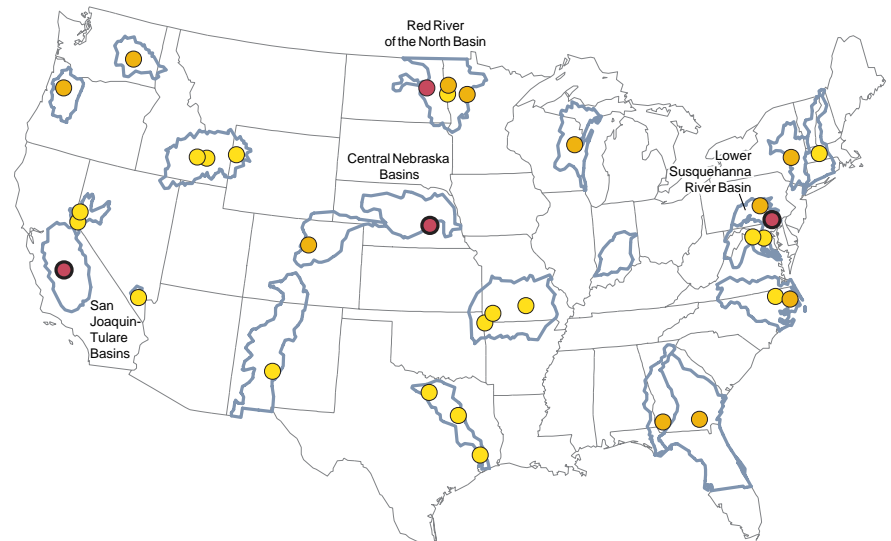 Red River
of the North Basin
Central Nebraska
Basins
Lower
Susquehanna
River Basin
San
Joaquin-
Tulare
Basins